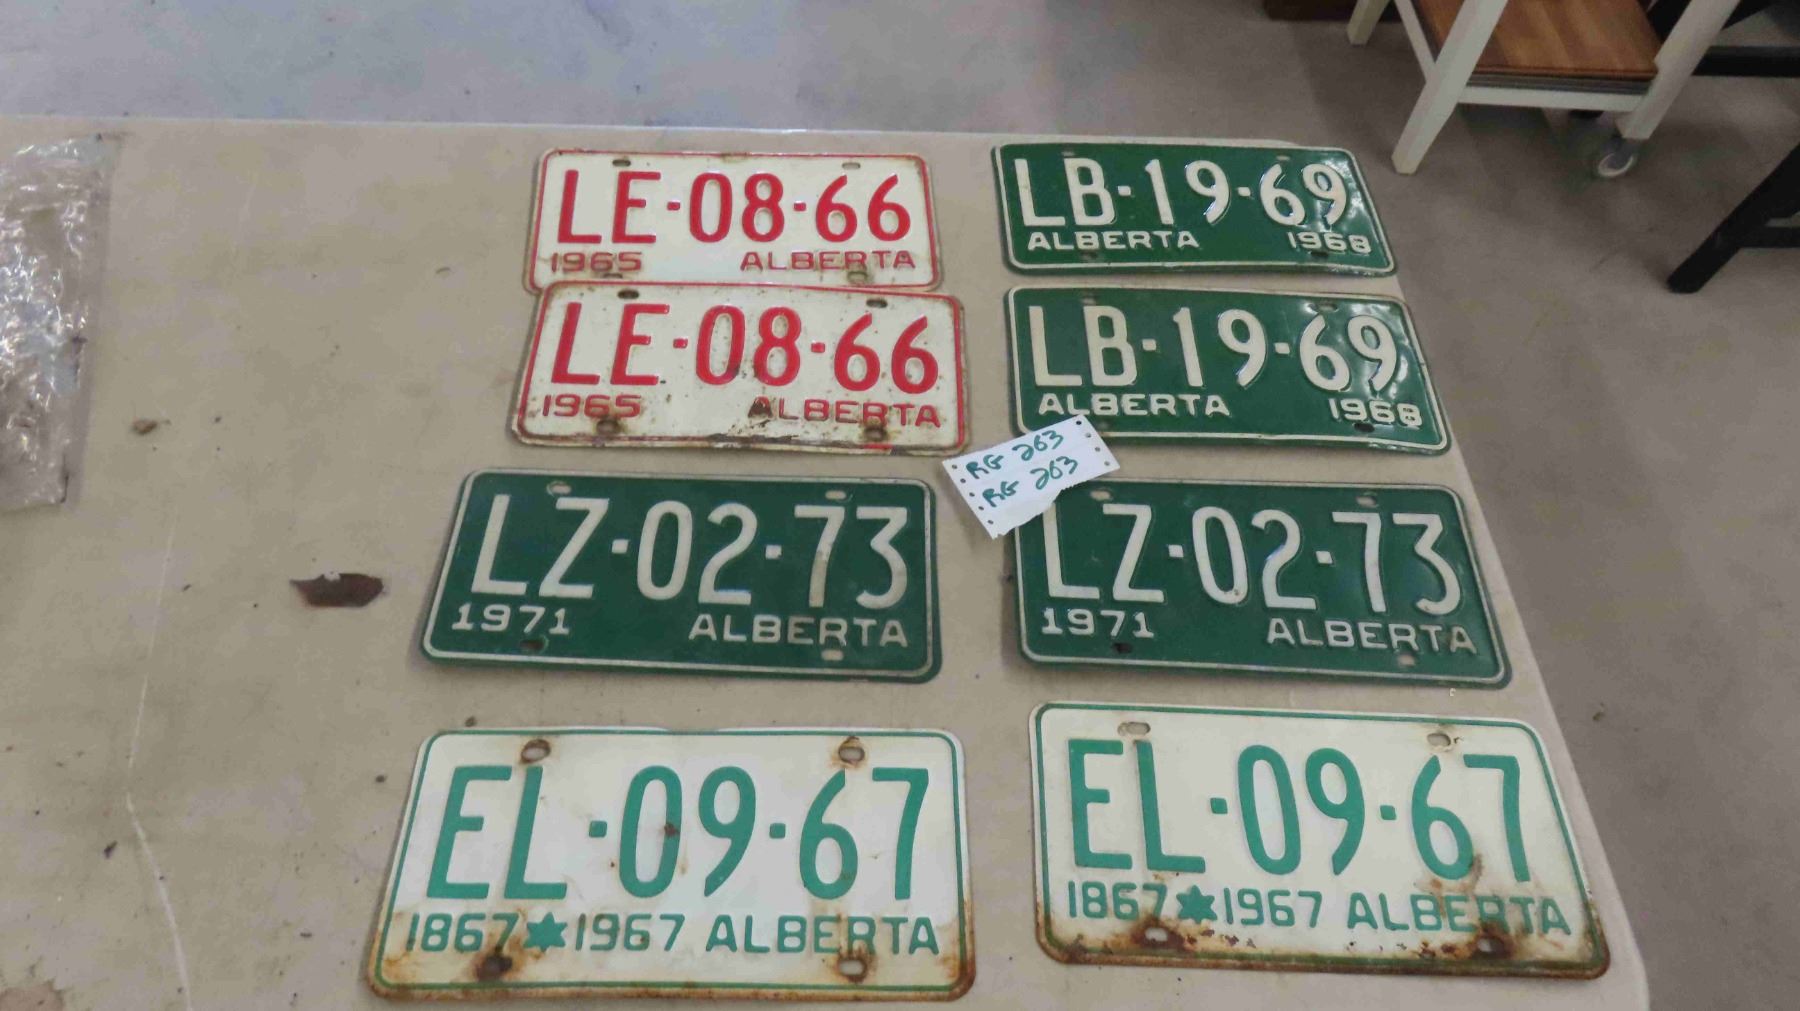 LE·08·66
1965 ALBERTA
LB·19·69
ALBERTA 1968
LE·08·66
1965 ALBERTA
LB·19·69
ALBERTA 1968
RG 263
RG 263
LZ·02·73
1971 ALBERTA
LZ·02·73
1971 ALBERTA
EL·09·67
1867 1967 ALBERTA
EL·09·67
1867 1967 ALBERTA